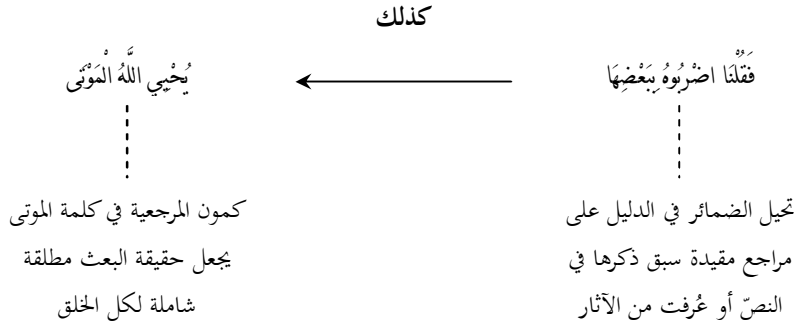 كذلك
فَقُلْنَا اضْرِبُوهُ بِبَعْضِهَا
يُحْيِي اللَّهُ الْمَوْتَى
تحيل الضمائر في الدليل على
مراجع مقيدة سبق ذكرها في
النصّ أو عُرفت من الآثار
كمون المرجعية في كلمة الموتى
يجعل حقيقة البعث مطلقة
شاملة لكل الخلق